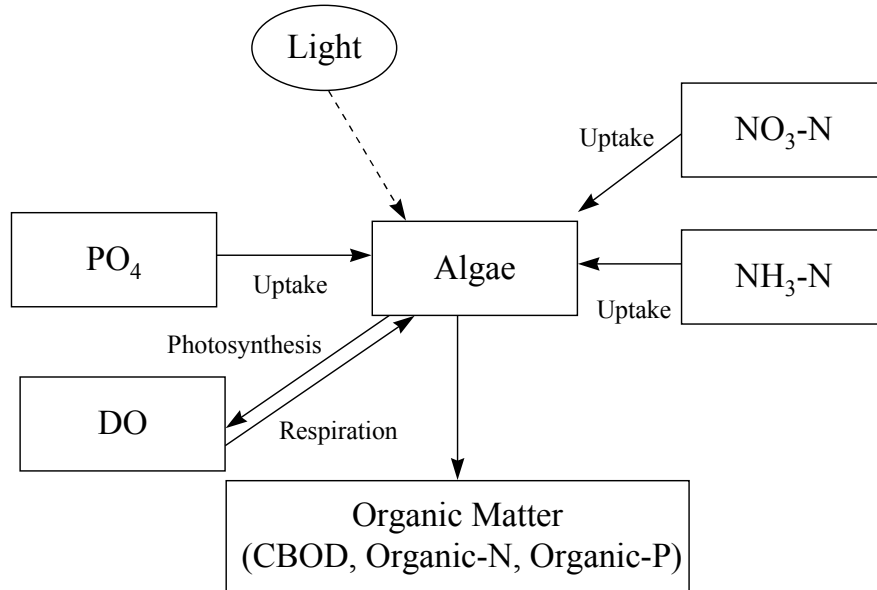 Light
NO₃-N
Uptake
PO₄
Algae
NH₃-N
Uptake
Uptake
Photosynthesis
DO
Respiration
Organic Matter
(CBOD, Organic-N, Organic-P)